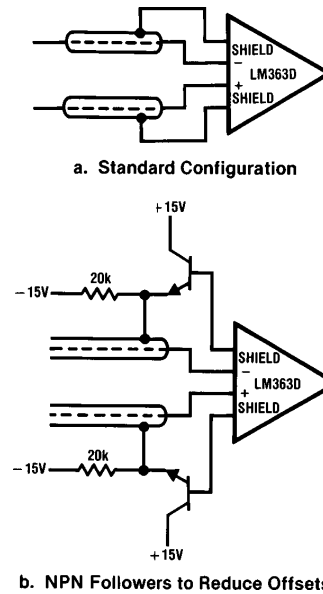 SHIELD
−
LM363D
+
SHIELD
a. Standard Configuration
+15V
20k
−15V
SHIELD
−
LM363D
+
SHIELD
20k
−15V
+15V
b. NPN Followers to Reduce Offsets